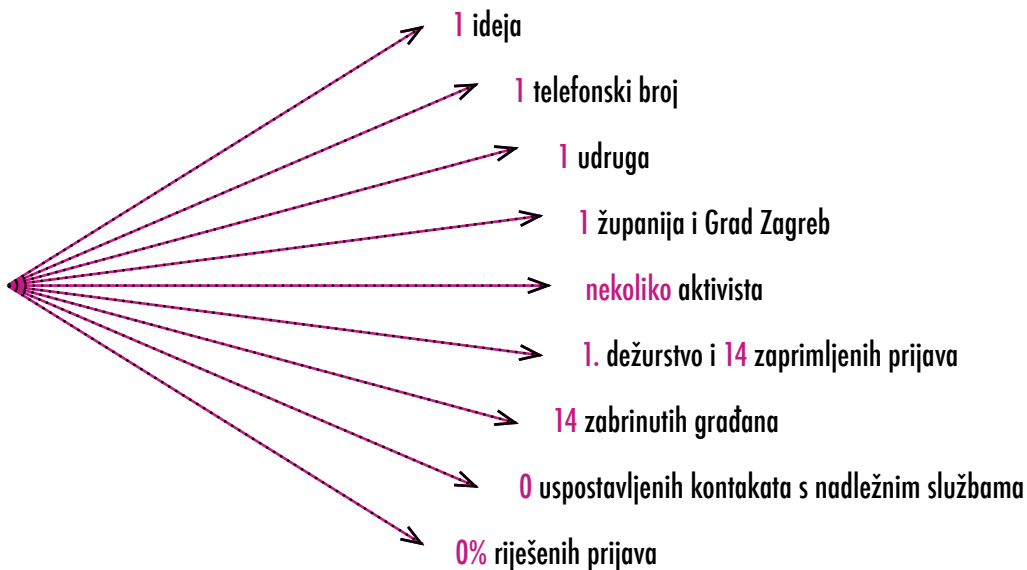 1 ideja
1 telefonski broj
1 udruga
1 županija i Grad Zagreb
nekoliko aktivista
1. dežurstvo i 14 zaprimljenih prijava
14 zabrinutih građana
0 uspostavljenih kontakata s nadležnim službama
0% riješenih prijava